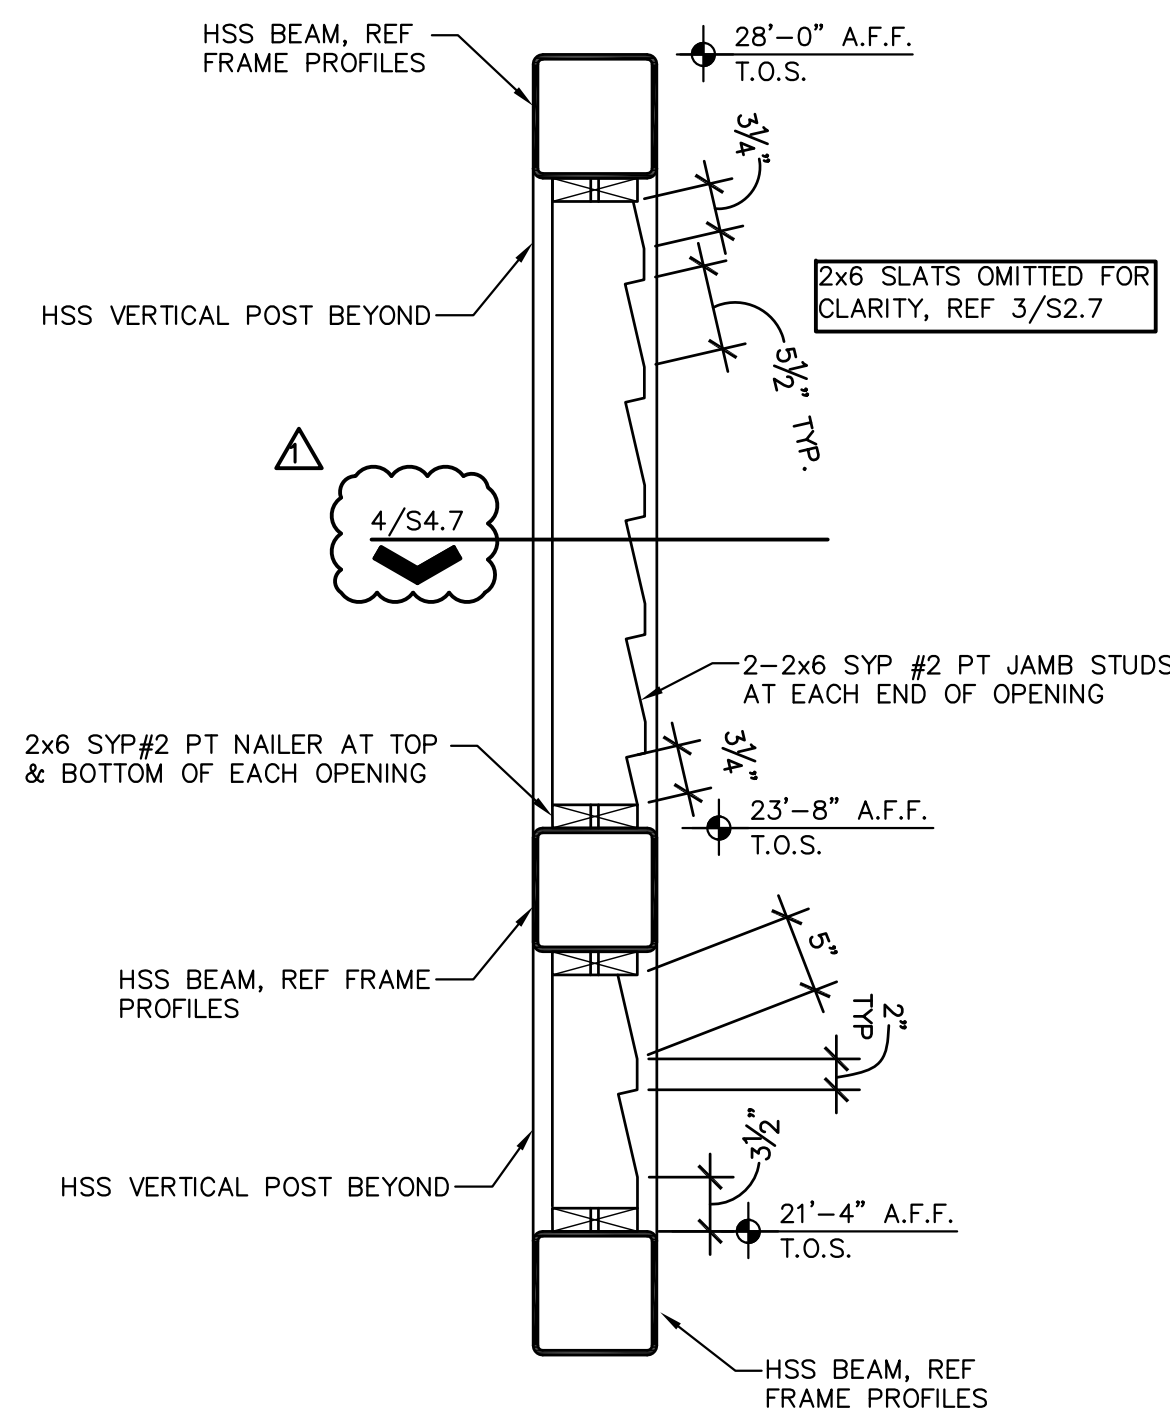 HSS BEAM, REF
FRAME PROFILES
28'-0" A.F.F.
T.O.S.
3 1/4"
HSS VERTICAL POST BEYOND
2x6 SLATS OMITTED FOR
CLARITY, REF 3/S2.7
5 1/2" TYP.
1
4/S4.7
2-2x6 SYP #2 PT JAMB STUDS
AT EACH END OF OPENING
2x6 SYP#2 PT NAILER AT TOP
& BOTTOM OF EACH OPENING
3 1/4"
23'-8" A.F.F.
T.O.S.
5"
HSS BEAM, REF FRAME
PROFILES
2"
TYP
3 1/2"
HSS VERTICAL POST BEYOND
21'-4" A.F.F.
T.O.S.
HSS BEAM, REF
FRAME PROFILES